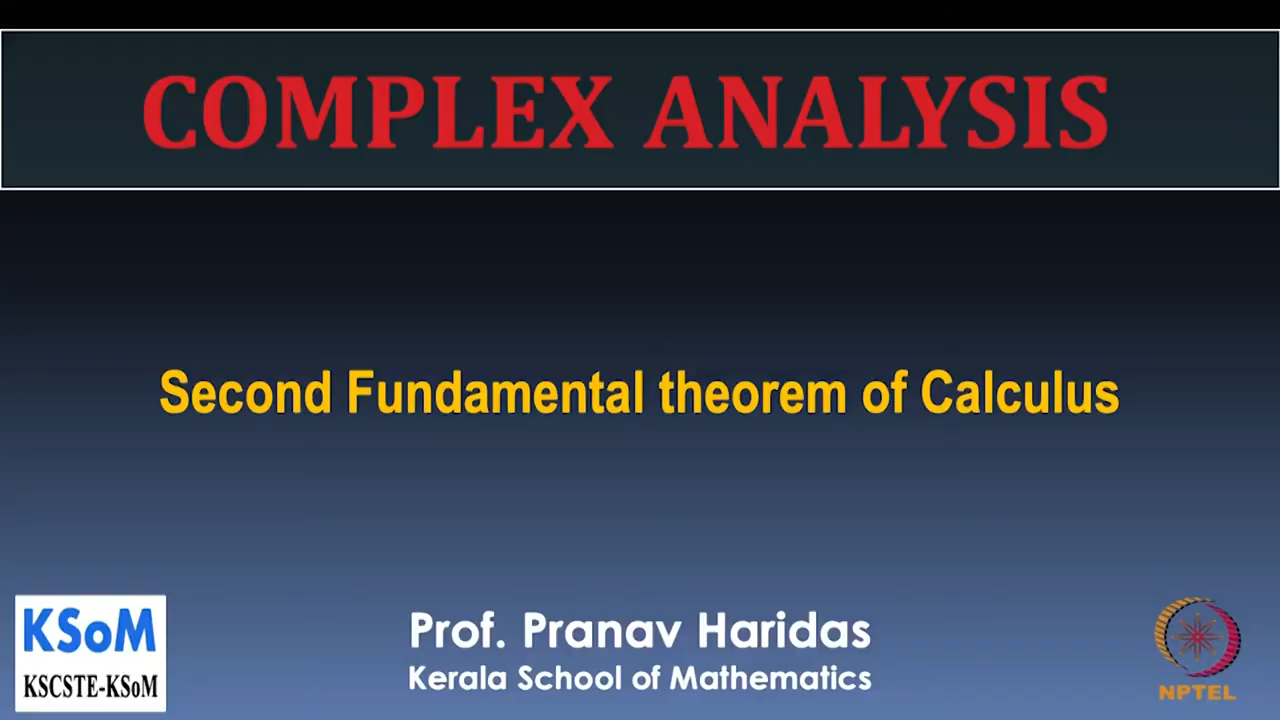 COMPLEX ANALYSIS
Second Fundamental theorem of Calculus
Prof. Pranav Haridas
Kerala School of Mathematics
KSoM
KSCSTE-KSoM
NPTEL